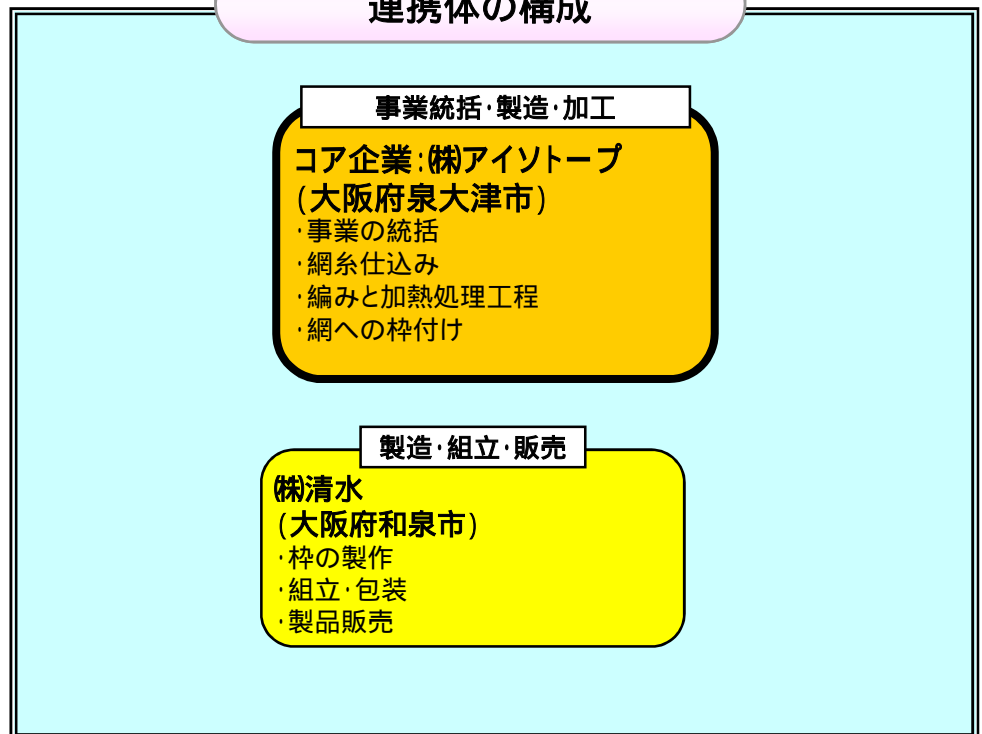 連携体の構成
事業統括・製造・加工
コア企業：㈱アイソトープ
（大阪府泉大津市）
・事業の統括
・網糸仕込み
・編みと加熱処理工程
・網への枠付け
製造・組立・販売
㈱清水
（大阪府和泉市）
・枠の製作
・組立・包装
・製品販売